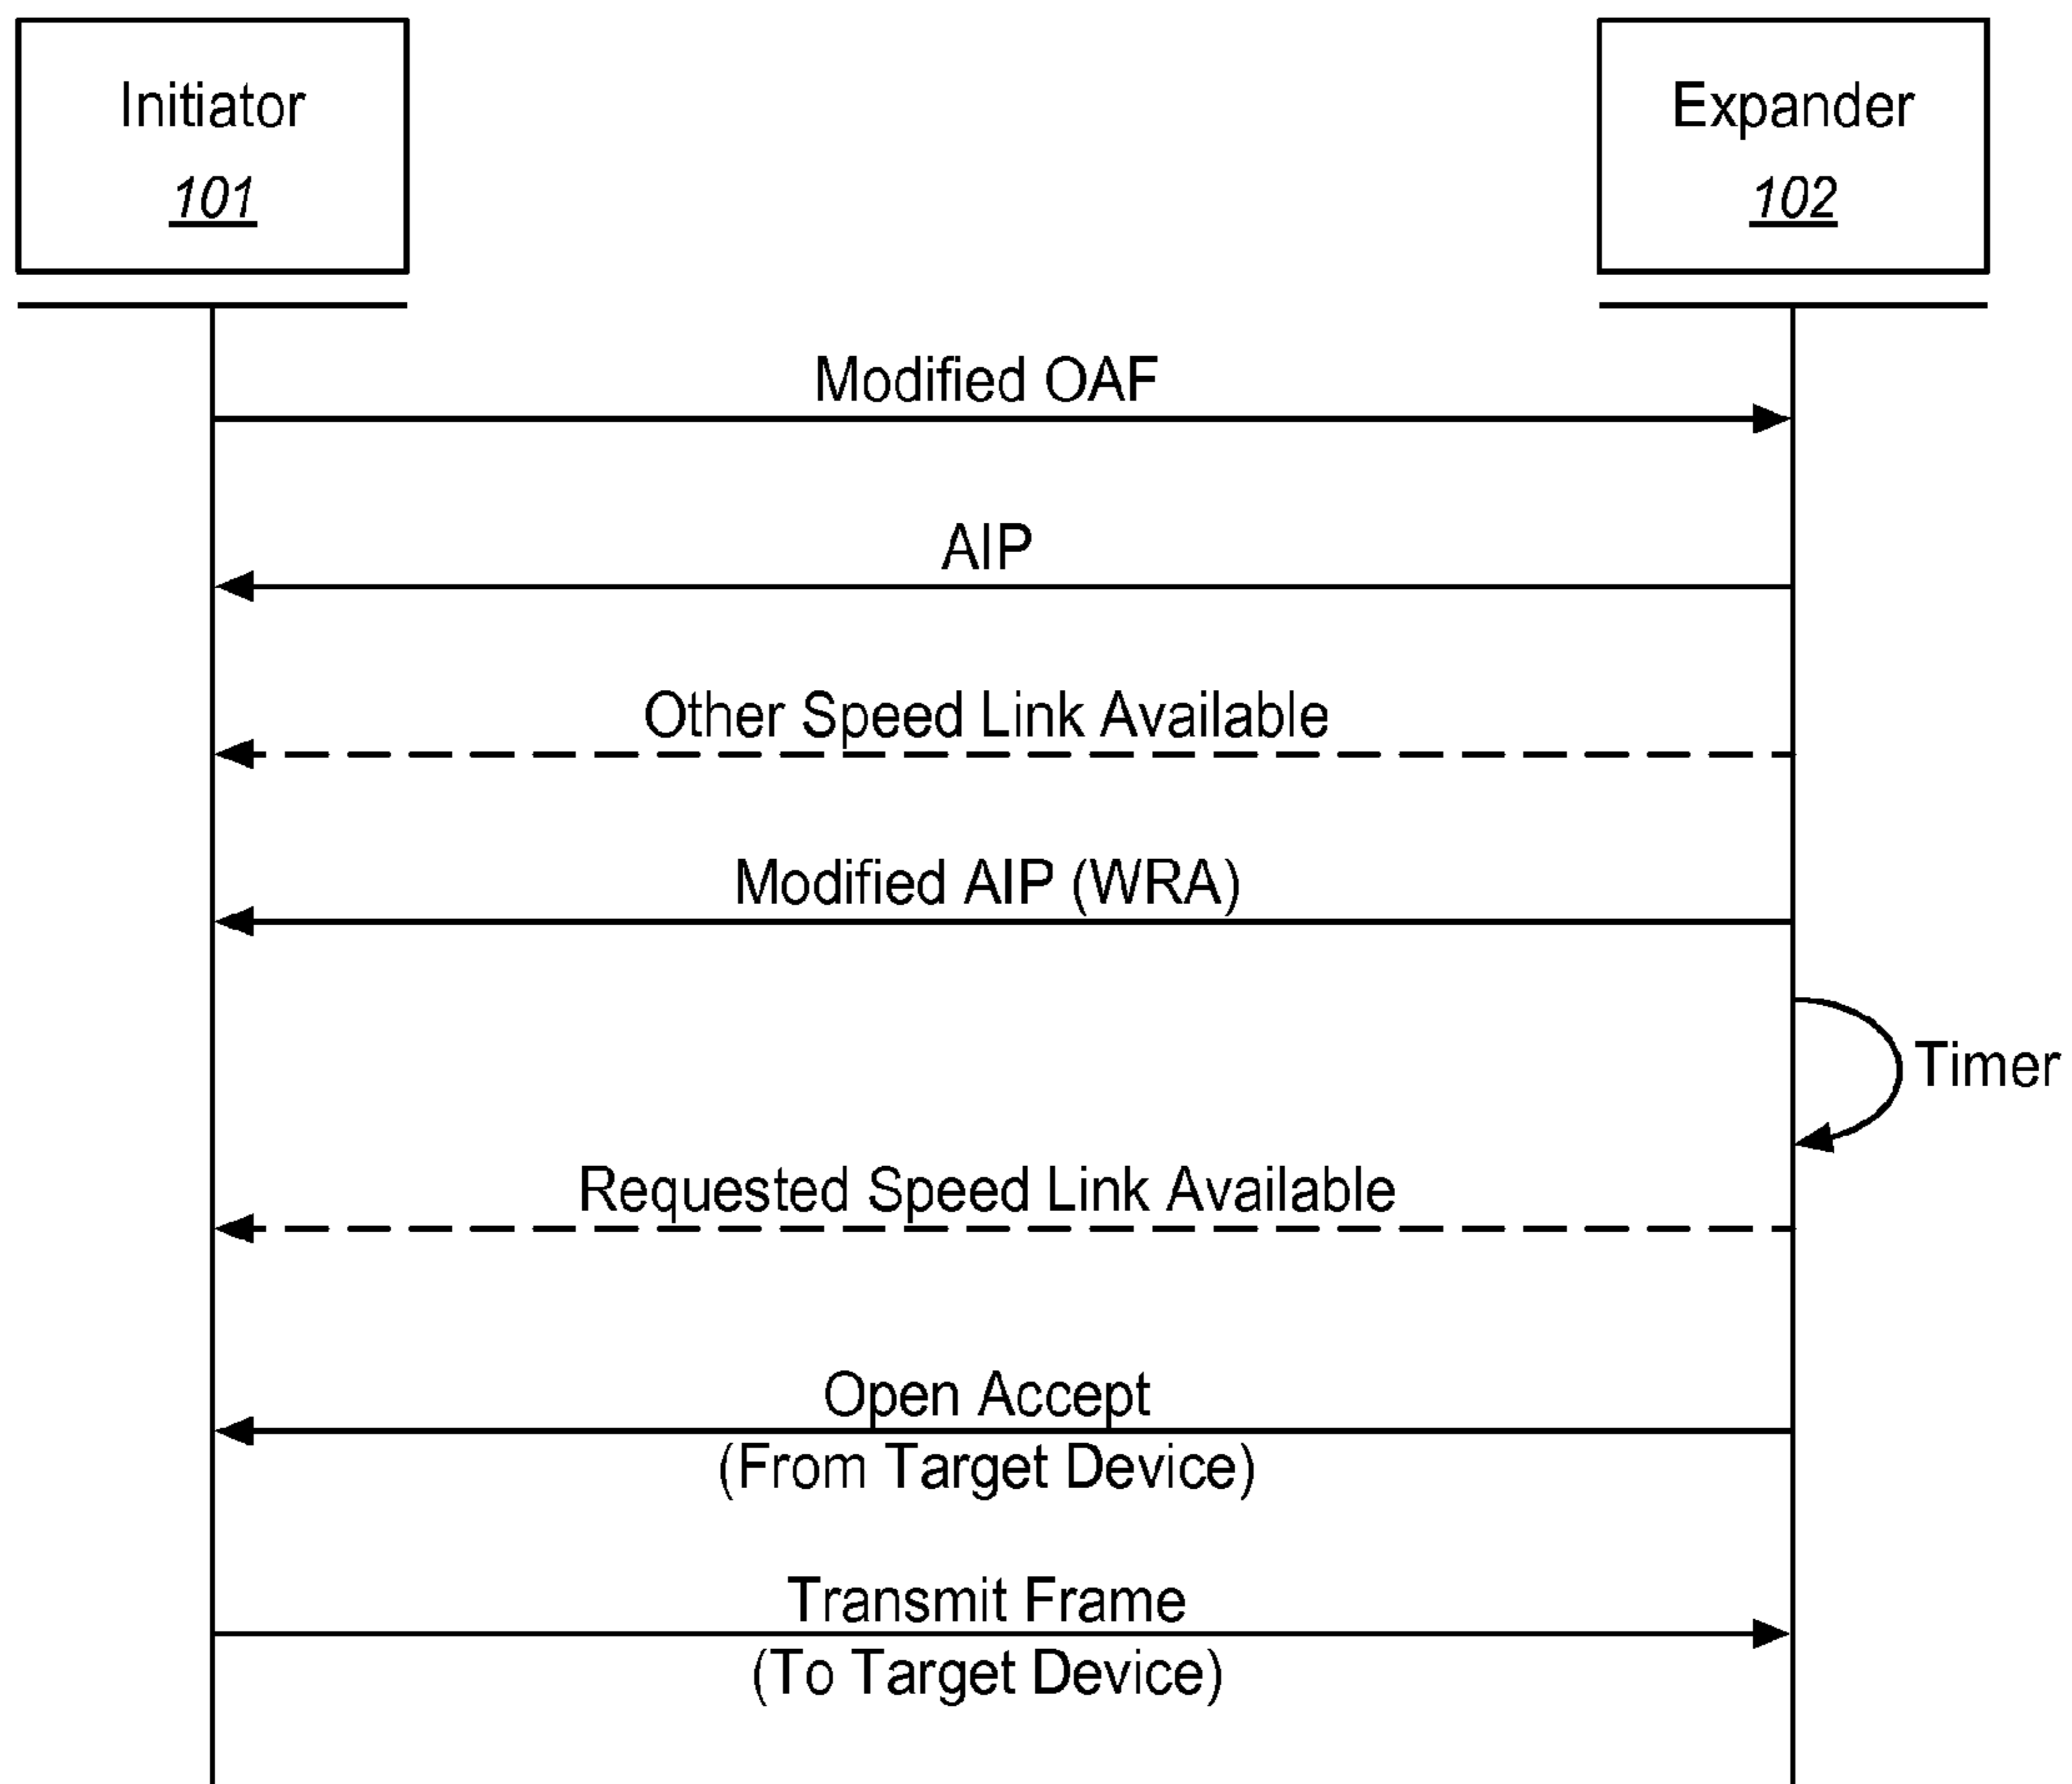 Initiator
101
Expander
102
Modified OAF
AIP
Other Speed Link Available
Modified AIP (WRA)
Timer
Requested Speed Link Available
Open Accept
(From Target Device)
Transmit Frame
(To Target Device)